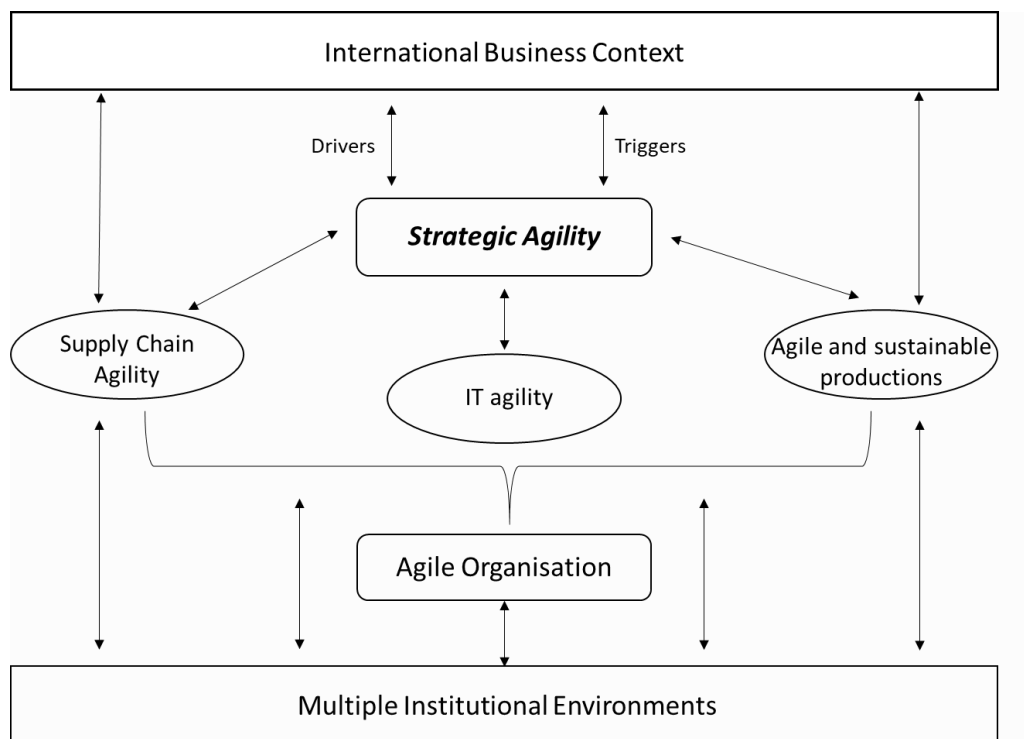 International Business Context
Drivers
Triggers
Strategic Agility
Supply Chain
Agility
IT agility
Agile and sustainable
productions
Agile Organisation
Multiple Institutional Environments